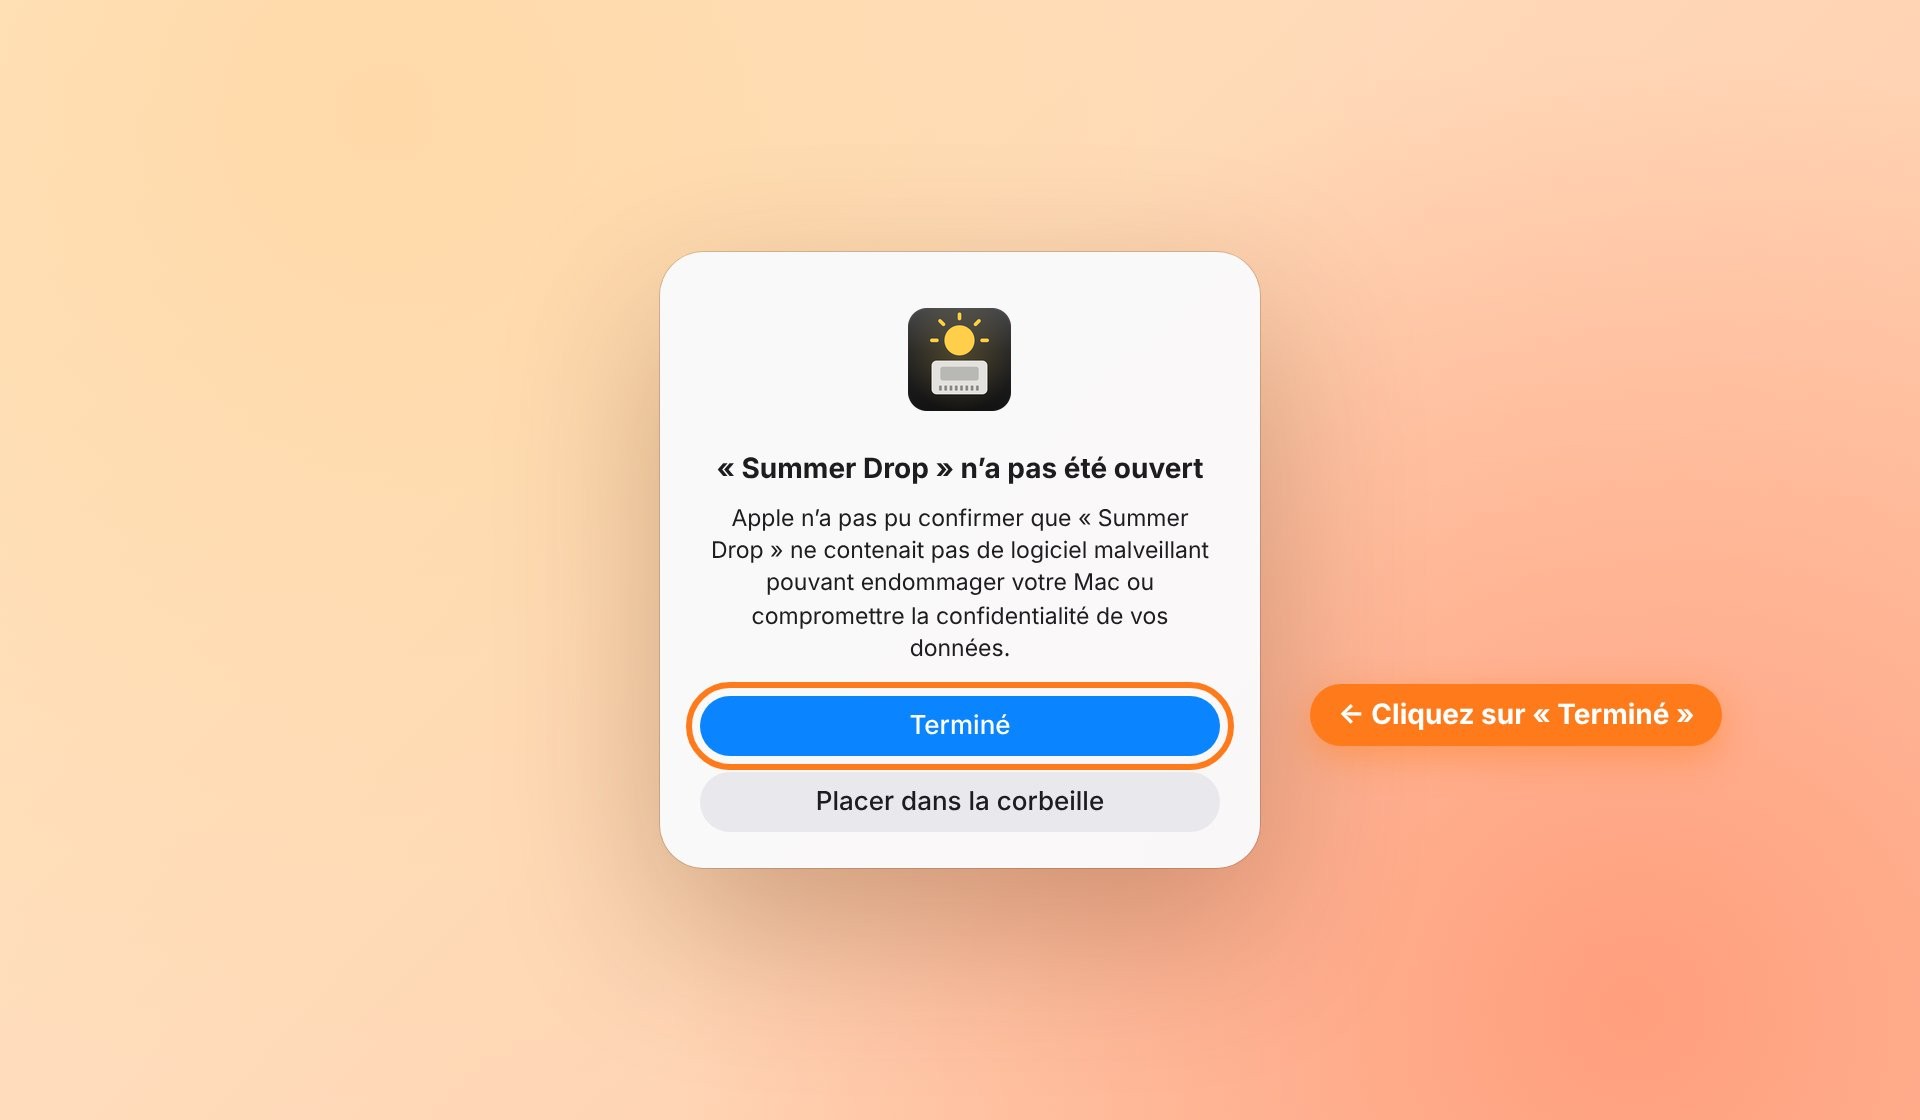 « Summer Drop » n’a pas été ouvert
Apple n’a pas pu confirmer que « Summer
Drop » ne contenait pas de logiciel malveillant
pouvant endommager votre Mac ou
compromettre la confidentialité de vos
données.
Terminé
← Cliquez sur « Terminé »
Placer dans la corbeille